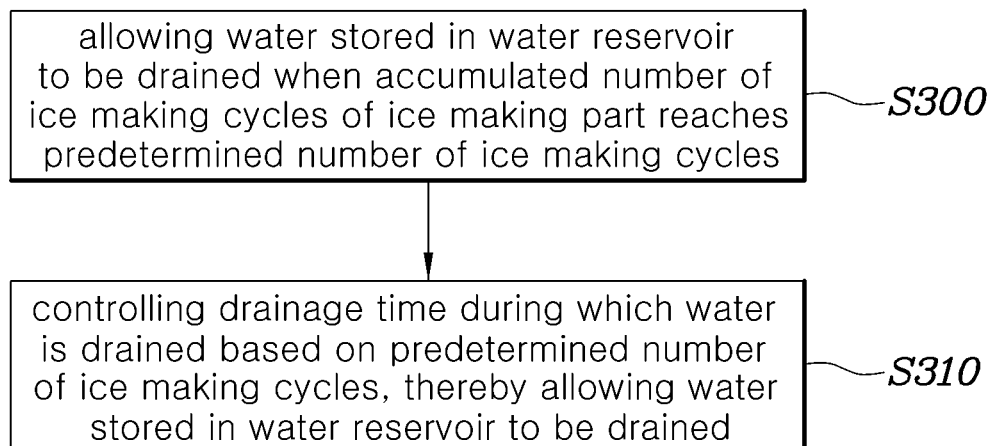 allowing water stored in water reservoir
to be drained when accumulated number of
ice making cycles of ice making part reaches
predetermined number of ice making cycles
S300
controlling drainage time during which water
is drained based on predetermined number
of ice making cycles, thereby allowing water
stored in water reservoir to be drained
S310